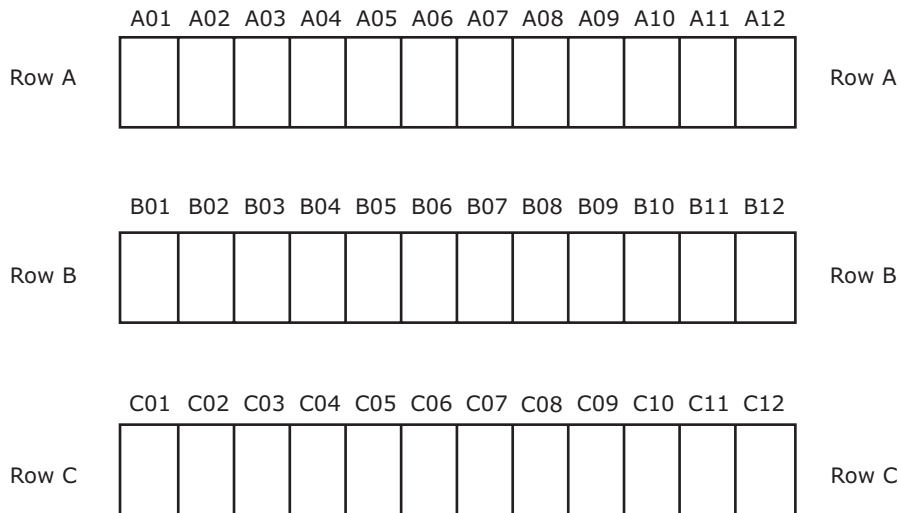 A01 A02 A03 A04 A05 A06 A07 A08 A09 A10 A11 A12
Row A Row A
B01 B02 B03 B04 B05 B06 B07 B08 B09 B10 B11 B12
Row B Row B
C01 C02 C03 C04 C05 C06 C07 C08 C09 C10 C11 C12
Row C Row C